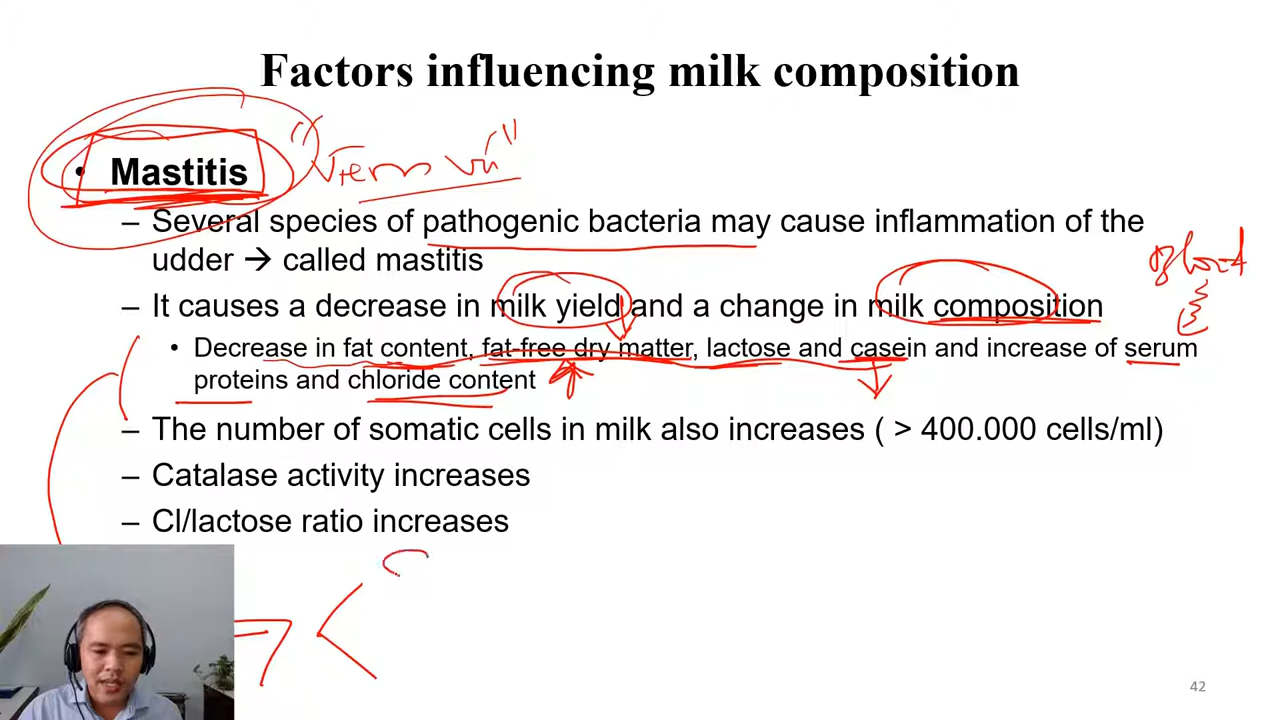 Factors influencing milk composition
• Mastitis
"Viêm vú"
– Several species of pathogenic bacteria may cause inflammation of the
udder → called mastitis
– It causes a decrease in milk yield and a change in milk composition
• Decrease in fat content, fat-free dry matter, lactose and casein and increase of serum
proteins and chloride content
– The number of somatic cells in milk also increases ( > 400.000 cells/ml)
– Catalase activity increases
– Cl/lactose ratio increases
42